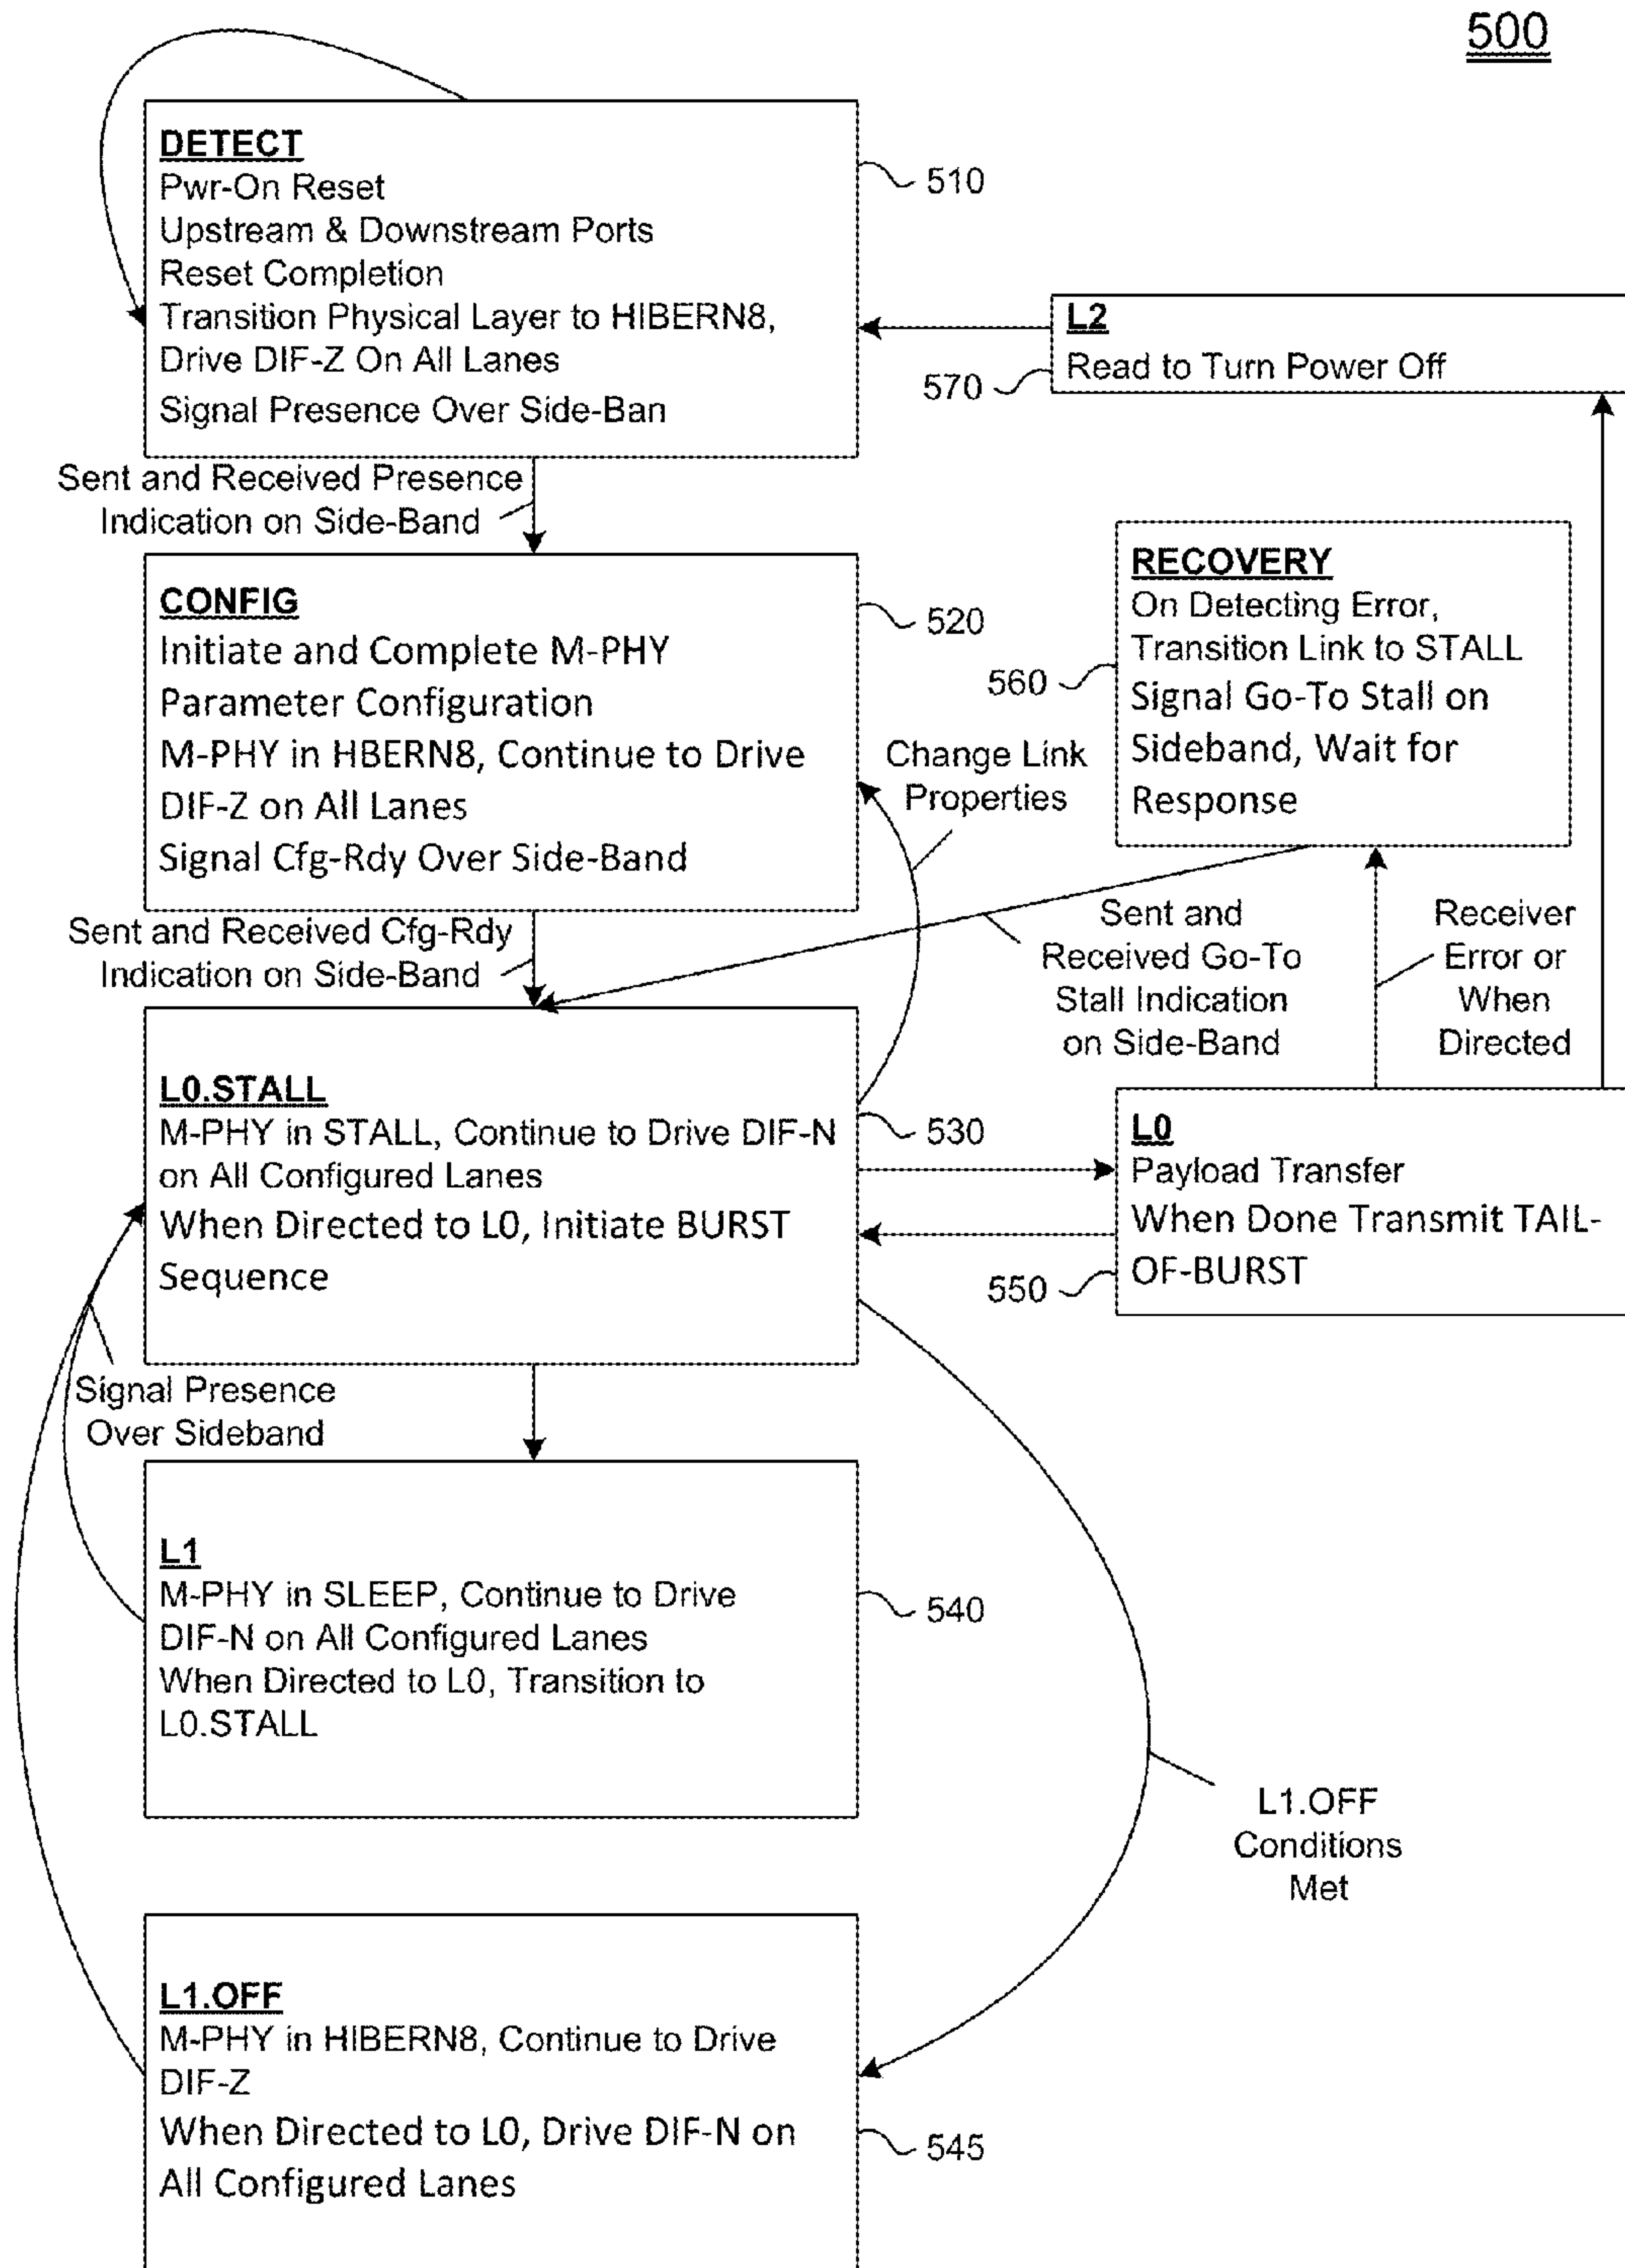 500
DETECT
Pwr-On Reset
Upstream & Downstream Ports
Reset Completion
Transition Physical Layer to HIBERN8,
Drive DIF-Z On All Lanes
Signal Presence Over Side-Ban
510
L2
Read to Turn Power Off
570
Sent and Received Presence
Indication on Side-Band
CONFIG
Initiate and Complete M-PHY
Parameter Configuration
M-PHY in HBERN8, Continue to Drive
DIF-Z on All Lanes
Signal Cfg-Rdy Over Side-Band
520
RECOVERY
On Detecting Error,
Transition Link to STALL
Signal Go-To Stall on
Sideband, Wait for
Response
560
Change Link
Properties
Sent and Received Cfg-Rdy
Indication on Side-Band
Sent and
Received Go-To
Stall Indication
on Side-Band
Receiver
Error or
When
Directed
L0.STALL
M-PHY in STALL, Continue to Drive DIF-N
on All Configured Lanes
When Directed to L0, Initiate BURST
Sequence
530
L0
Payload Transfer
When Done Transmit TAIL-
OF-BURST
550
Signal Presence
Over Sideband
L1
M-PHY in SLEEP, Continue to Drive
DIF-N on All Configured Lanes
When Directed to L0, Transition to
L0.STALL
540
L1.OFF
Conditions
Met
L1.OFF
M-PHY in HIBERN8, Continue to Drive
DIF-Z
When Directed to L0, Drive DIF-N on
All Configured Lanes
545